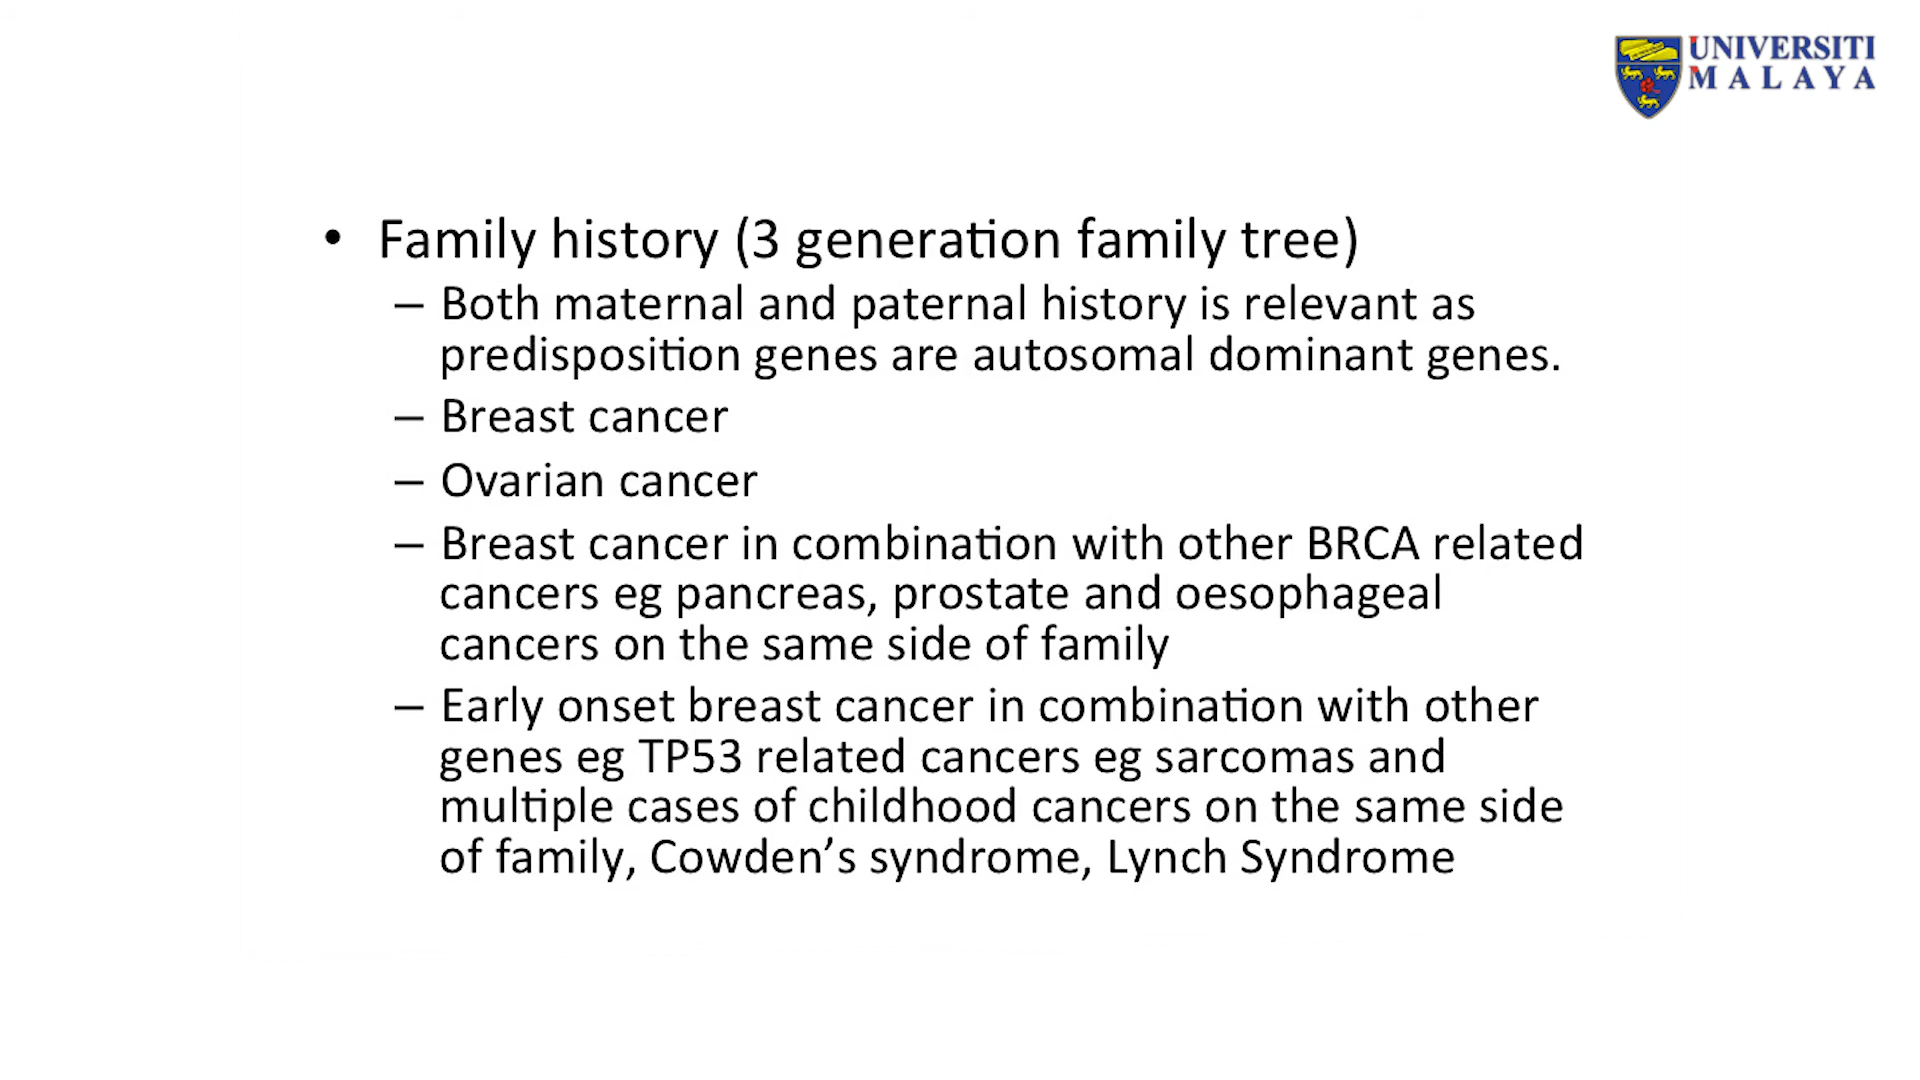 UNIVERSITI
MALAYA
• Family history (3 generation family tree)
– Both maternal and paternal history is relevant as
predisposition genes are autosomal dominant genes.
– Breast cancer
– Ovarian cancer
– Breast cancer in combination with other BRCA related
cancers eg pancreas, prostate and oesophageal
cancers on the same side of family
– Early onset breast cancer in combination with other
genes eg TP53 related cancers eg sarcomas and
multiple cases of childhood cancers on the same side
of family, Cowden’s syndrome, Lynch Syndrome